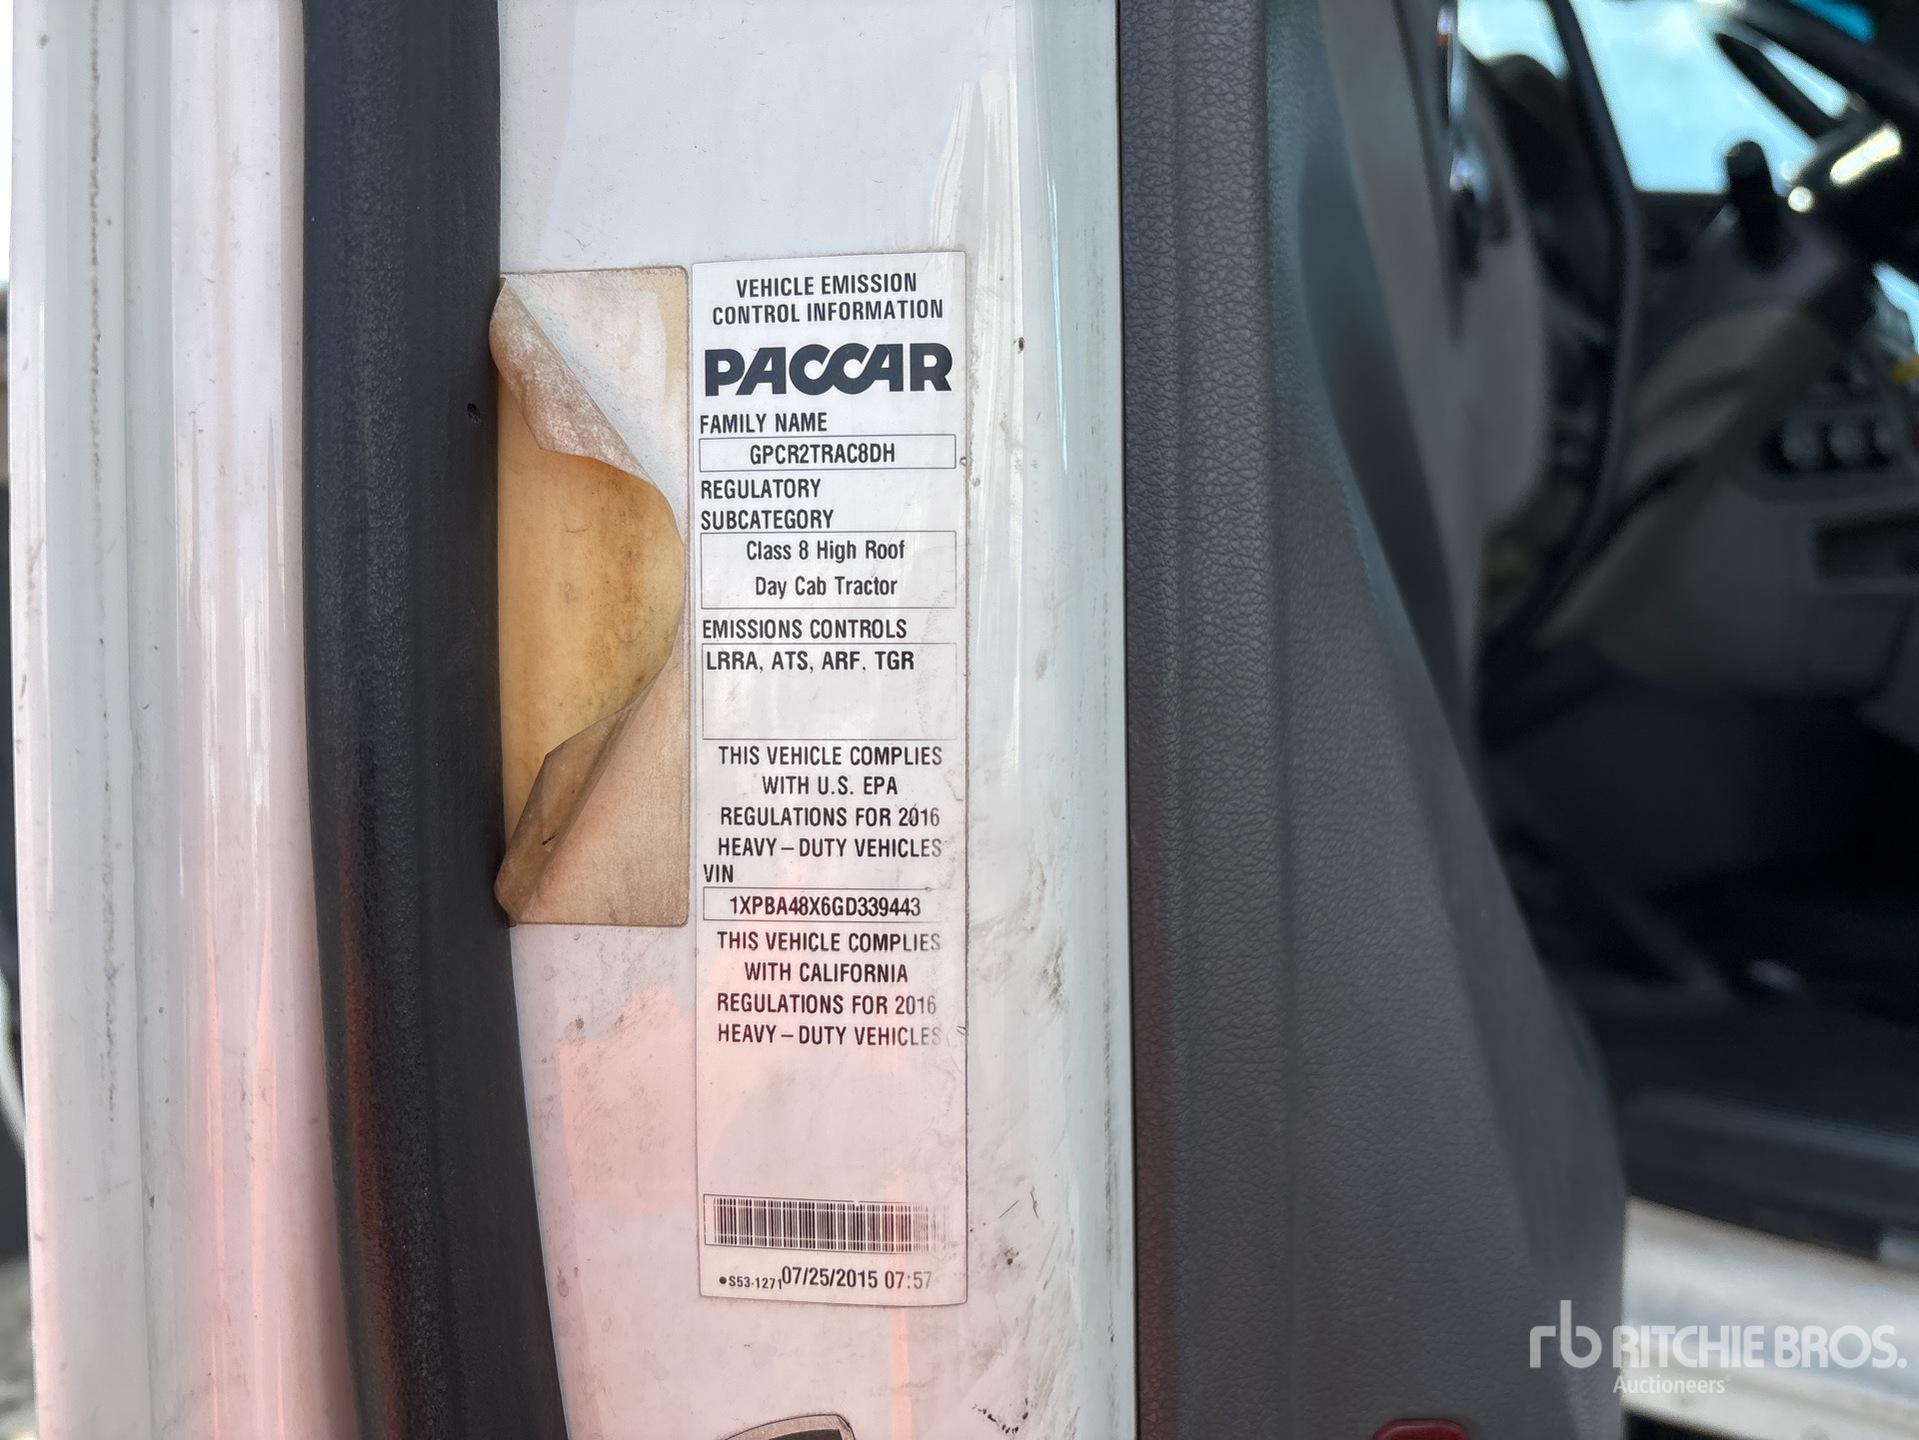 VEHICLE EMISSION
CONTROL INFORMATION
PACCAR
FAMILY NAME
GPCR2TRAC8DH
REGULATORY
SUBCATEGORY
Class 8 High Roof
Day Cab Tractor
EMISSIONS CONTROLS
LRRA, ATS, ARF, TGR
THIS VEHICLE COMPLIES
WITH U.S. EPA
REGULATIONS FOR 2016
HEAVY–DUTY VEHICLES
VIN
1XPBA48X6GD339443
THIS VEHICLE COMPLIES
WITH CALIFORNIA
REGULATIONS FOR 2016
HEAVY–DUTY VEHICLES
●S53-1271 07/25/2015 07:57
rb RITCHIE BROS.
Auctioneers